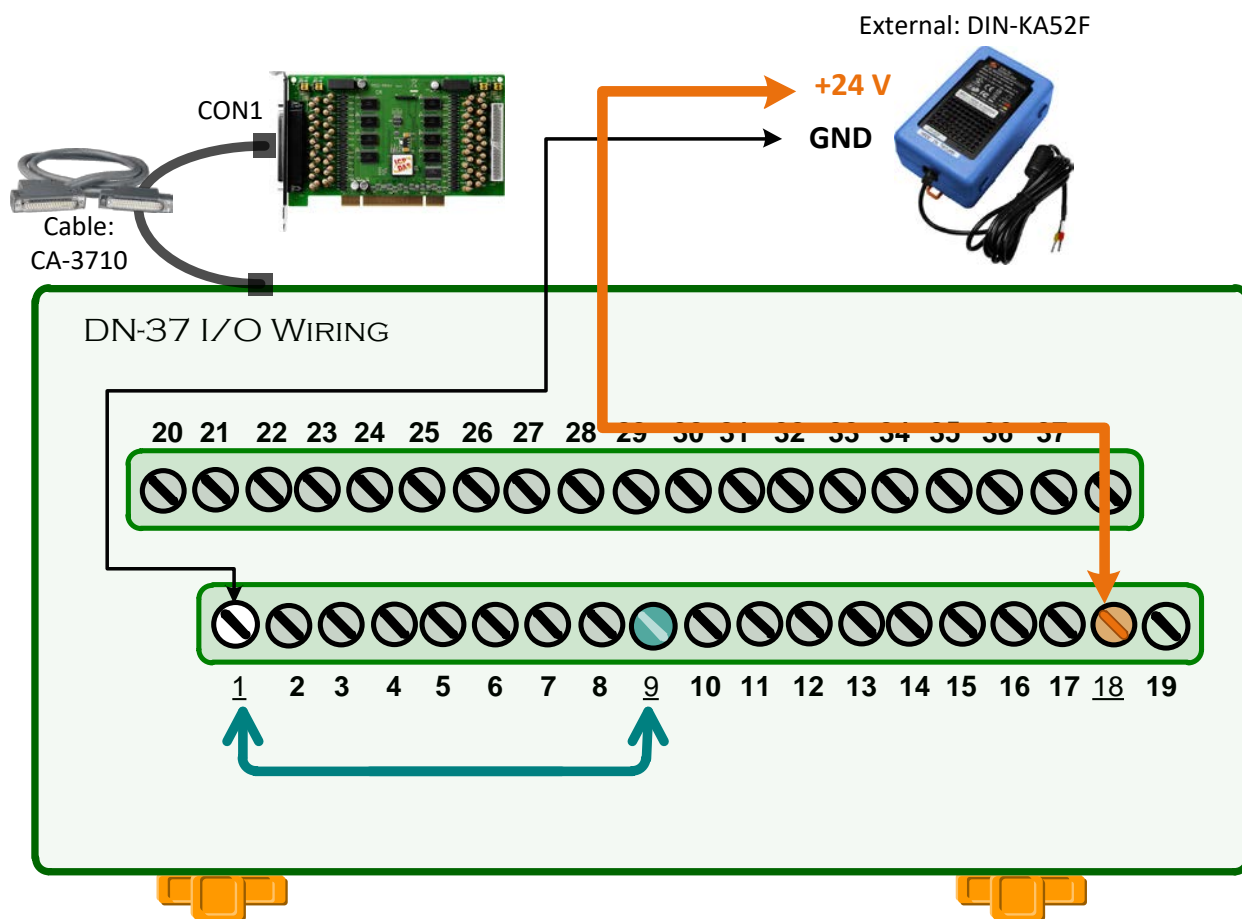 External: DIN-KA52F
+24 V
CON1
GND
Cable:
CA-3710
DN-37 I/O WIRING
20 21 22 23 24 25 26 27 28 29 30 31 32 33 34 35 36 37
1 2 3 4 5 6 7 8 9 10 11 12 13 14 15 16 17 18 19